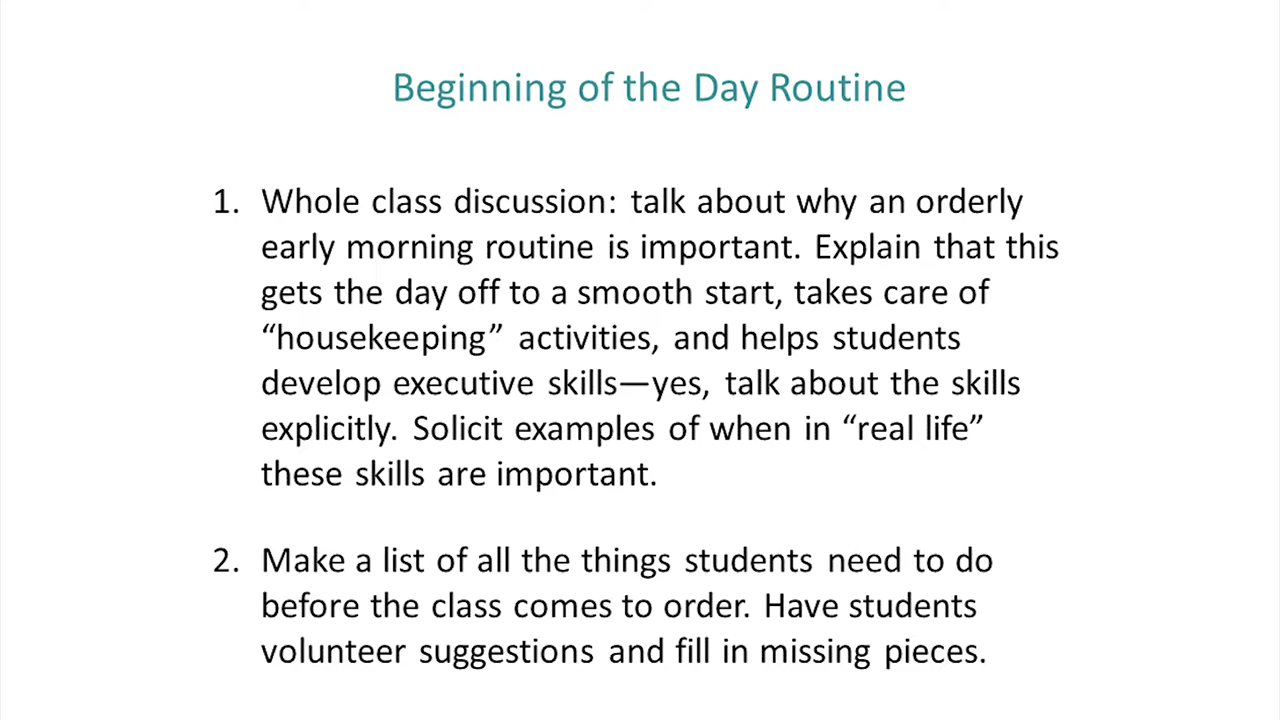 Beginning of the Day Routine
1. Whole class discussion: talk about why an orderly
early morning routine is important. Explain that this
gets the day off to a smooth start, takes care of
“housekeeping” activities, and helps students
develop executive skills—yes, talk about the skills
explicitly. Solicit examples of when in “real life”
these skills are important.
2. Make a list of all the things students need to do
before the class comes to order. Have students
volunteer suggestions and fill in missing pieces.